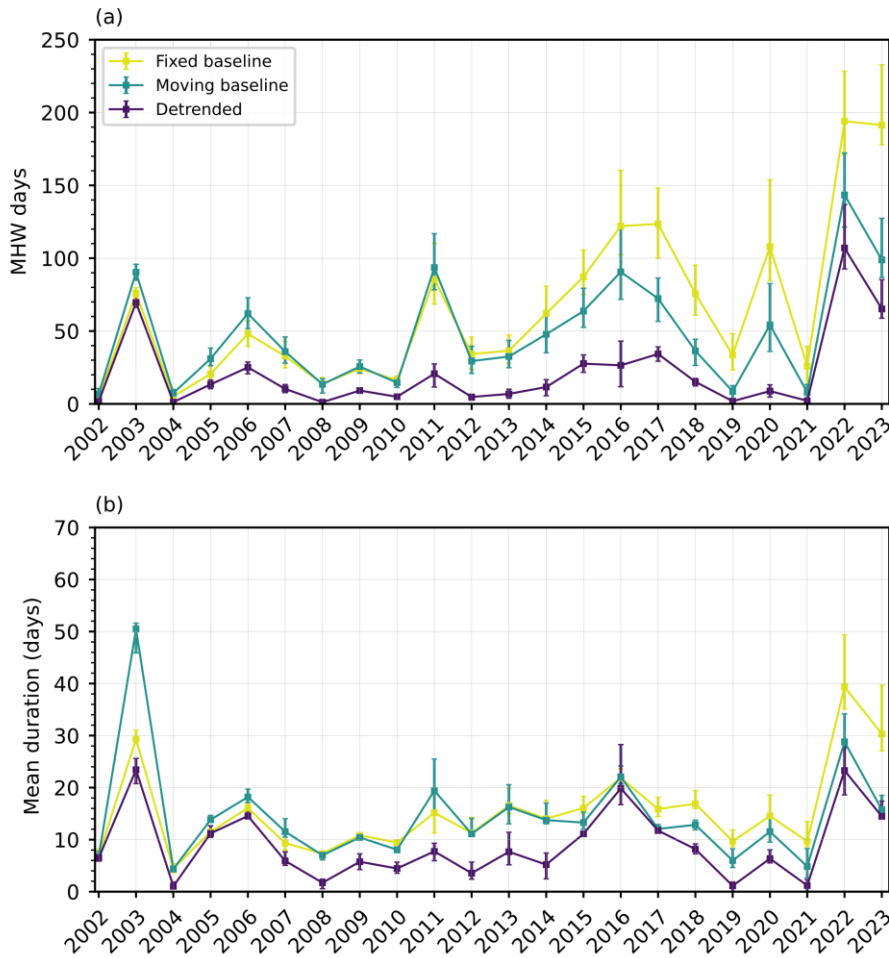 (a)
250
200
150
100
50
0
MHW days
Fixed baseline
Moving baseline
Detrended
2002 2003 2004 2005 2006 2007 2008 2009 2010 2011 2012 2013 2014 2015 2016 2017 2018 2019 2020 2021 2022 2023
(b)
70
60
50
40
30
20
10
0
Mean duration (days)
2002 2003 2004 2005 2006 2007 2008 2009 2010 2011 2012 2013 2014 2015 2016 2017 2018 2019 2020 2021 2022 2023